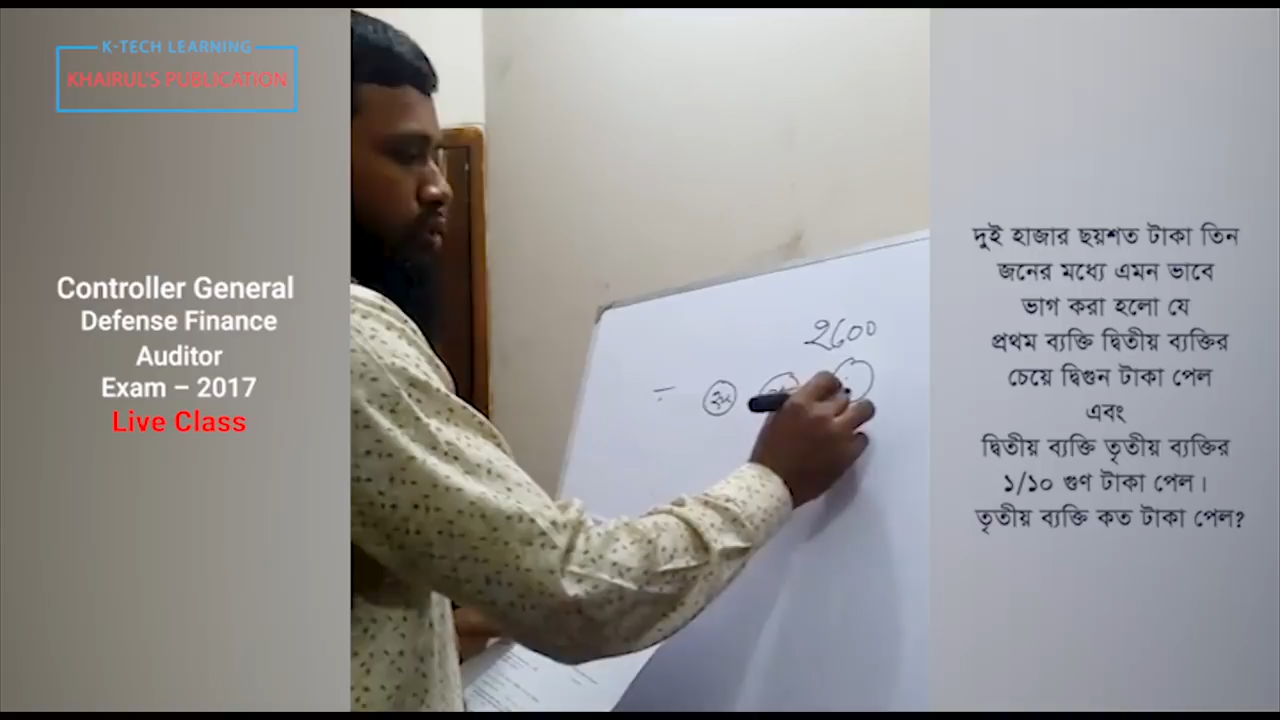 K-TECH LEARNING
KHAIRUL'S PUBLICATION
Controller General
Defense Finance
Auditor
Exam – 2017
Live Class
2600
=
দুই হাজার ছয়শত টাকা তিন
জনের মধ্যে এমন ভাবে
ভাগ করা হলো যে
প্রথম ব্যক্তি দ্বিতীয় ব্যক্তির
চেয়ে দ্বিগুন টাকা পেল
এবং
দ্বিতীয় ব্যক্তি তৃতীয় ব্যক্তির
১/১০ গুণ টাকা পেল।
তৃতীয় ব্যক্তি কত টাকা পেল?